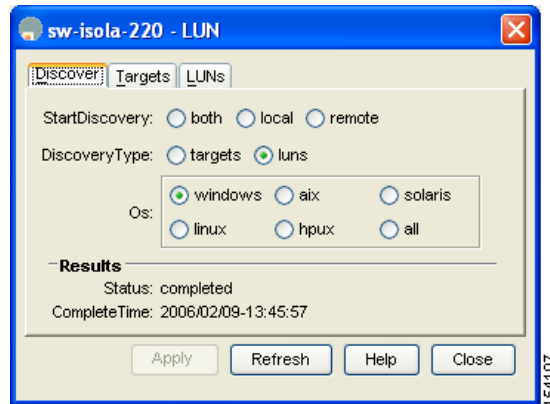 sw-isola-220 - LUN
Discover Targets LUNs
StartDiscovery: both local remote
DiscoveryType: targets luns
Os: windows aix solaris
linux hpux all
Results
Status: completed
CompleteTime: 2006/02/09-13:45:57
Apply Refresh Help Close
154107